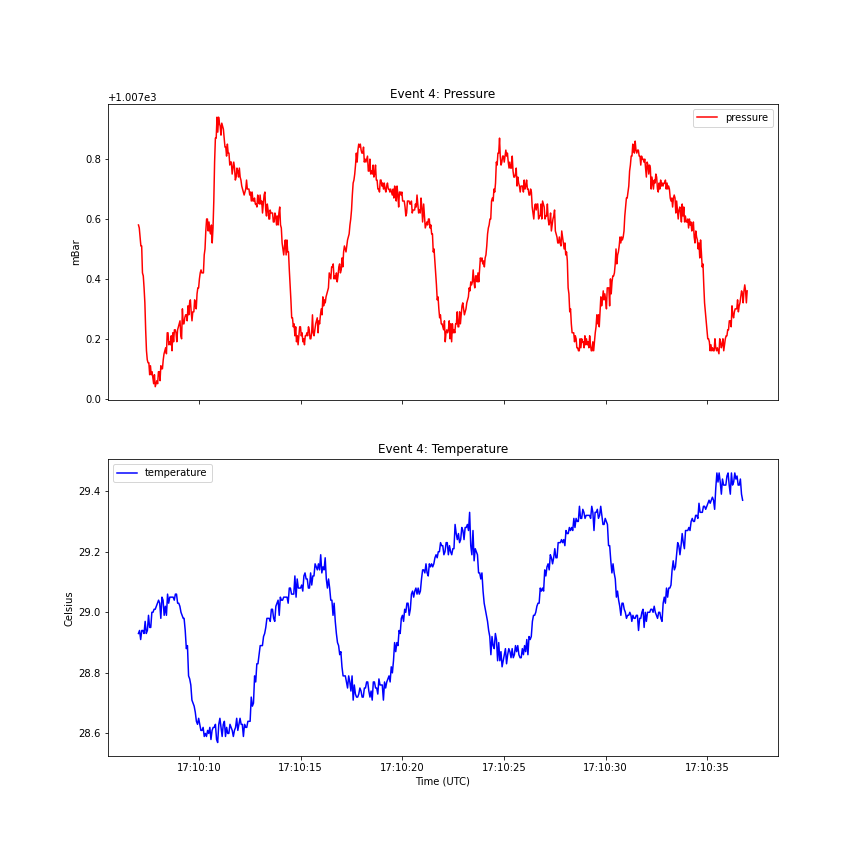 Event 4: Pressure
+1.007e3
pressure
0.8
0.6
0.4
0.2
0.0
mBar
Event 4: Temperature
temperature
29.4
29.2
29.0
28.8
28.6
Celsius
17:10:10 17:10:15 17:10:20 17:10:25 17:10:30 17:10:35
Time (UTC)